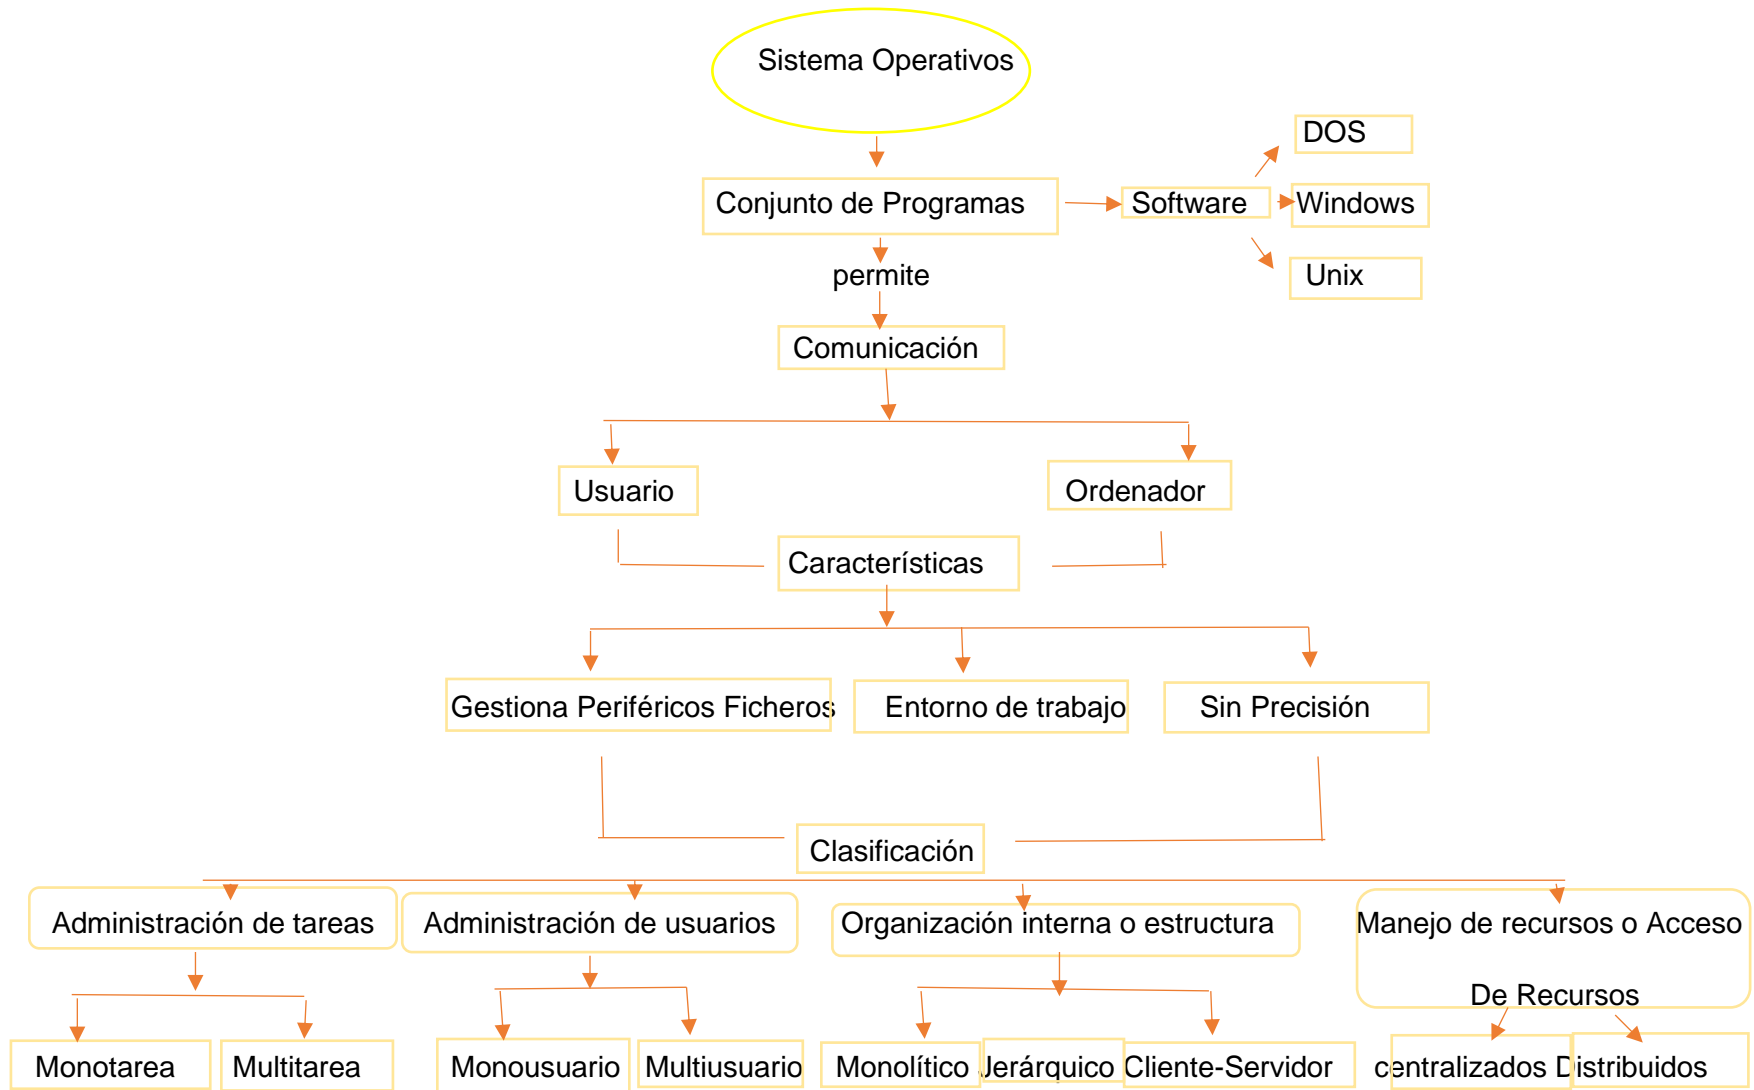 Sistema Operativos
DOS
Conjunto de Programas
Software
Windows
permite
Unix
Comunicación
Usuario
Ordenador
Características
Gestiona Periféricos Ficheros
Entorno de trabajo
Sin Precisión
Clasificación
Administración de tareas
Administración de usuarios
Organización interna o estructura
Manejo de recursos o Acceso
De Recursos
Monotarea
Multitarea
Monousuario
Multiusuario
Monolítico
Jerárquico
Cliente-Servidor
centralizados
Distribuidos